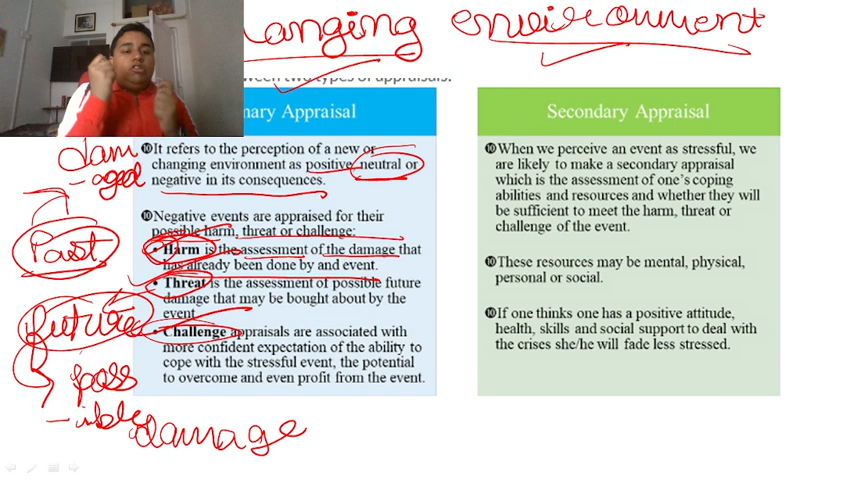 hanging environment
ween two types of appraisals.
nary Appraisal
It refers to the perception of a new or
changing environment as positive neutral or
negative in its consequences.
Negative events are appraised for their
possible harm, threat or challenge:
• Harm is the assessment of the damage that
has already been done by and event.
• Threat is the assessment of possible future
damage that may be bought about by the
event
• Challenge appraisals are associated with
more confident expectation of the ability to
cope with the stressful event, the potential
to overcome and even profit from the event.
dam
-aged
Past
future
poss
-ible
damage
Secondary Appraisal
When we perceive an event as stressful, we
are likely to make a secondary appraisal
which is the assessment of one's coping
abilities and resources and whether they will
be sufficient to meet the harm, threat or
challenge of the event.
These resources may be mental, physical,
personal or social.
If one thinks one has a positive attitude,
health, skills and social support to deal with
the crises she/he will fade less stressed.